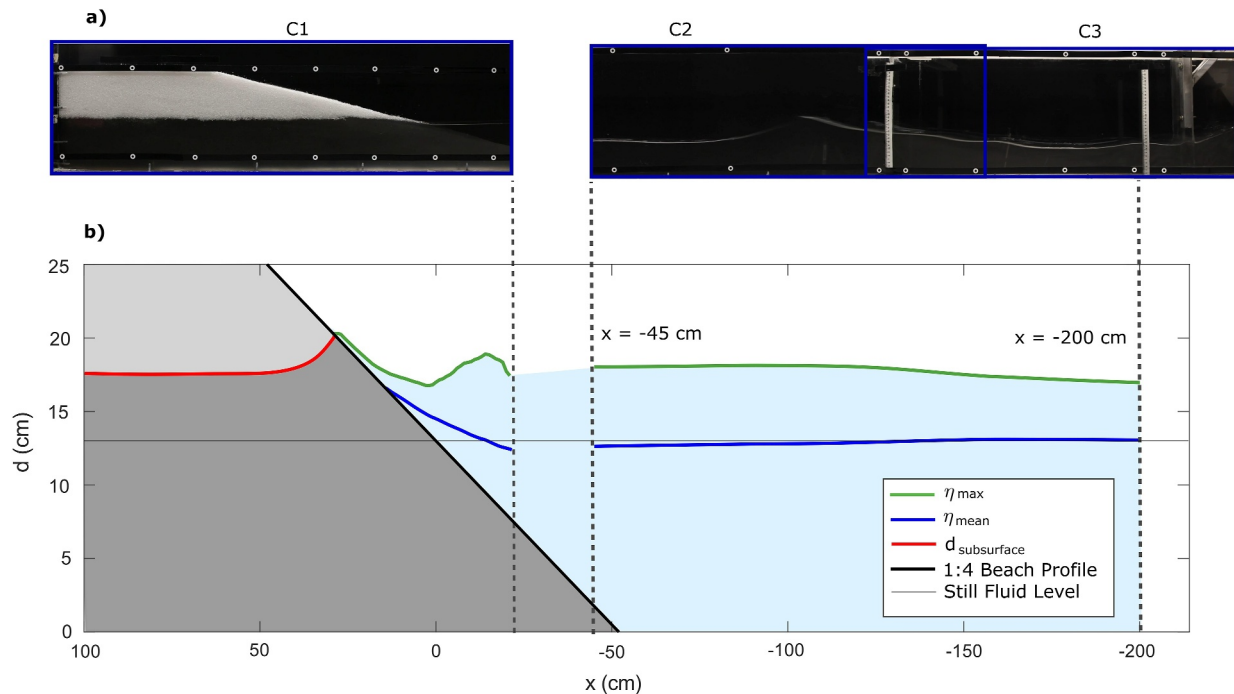 a)
C1
C2
C3
b)
25
20
15
10
5
0
d (cm)
x = -45 cm
x = -200 cm
η max
η mean
d subsurface
1:4 Beach Profile
Still Fluid Level
100
50
0
-50
-100
-150
-200
x (cm)